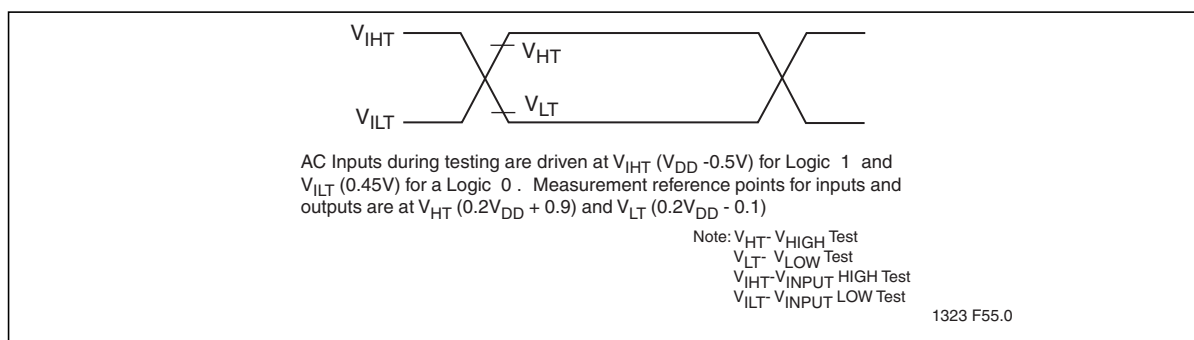 VIHT
VHT
VLT
VILT
AC Inputs during testing are driven at VIHT (VDD -0.5V) for Logic 1 and
VILT (0.45V) for a Logic 0 . Measurement reference points for inputs and
outputs are at VHT (0.2VDD + 0.9) and VLT (0.2VDD - 0.1)
Note: VHT- VHIGH Test
VLT- VLOW Test
VIHT-VINPUT HIGH Test
VILT- VINPUT LOW Test
1323 F55.0